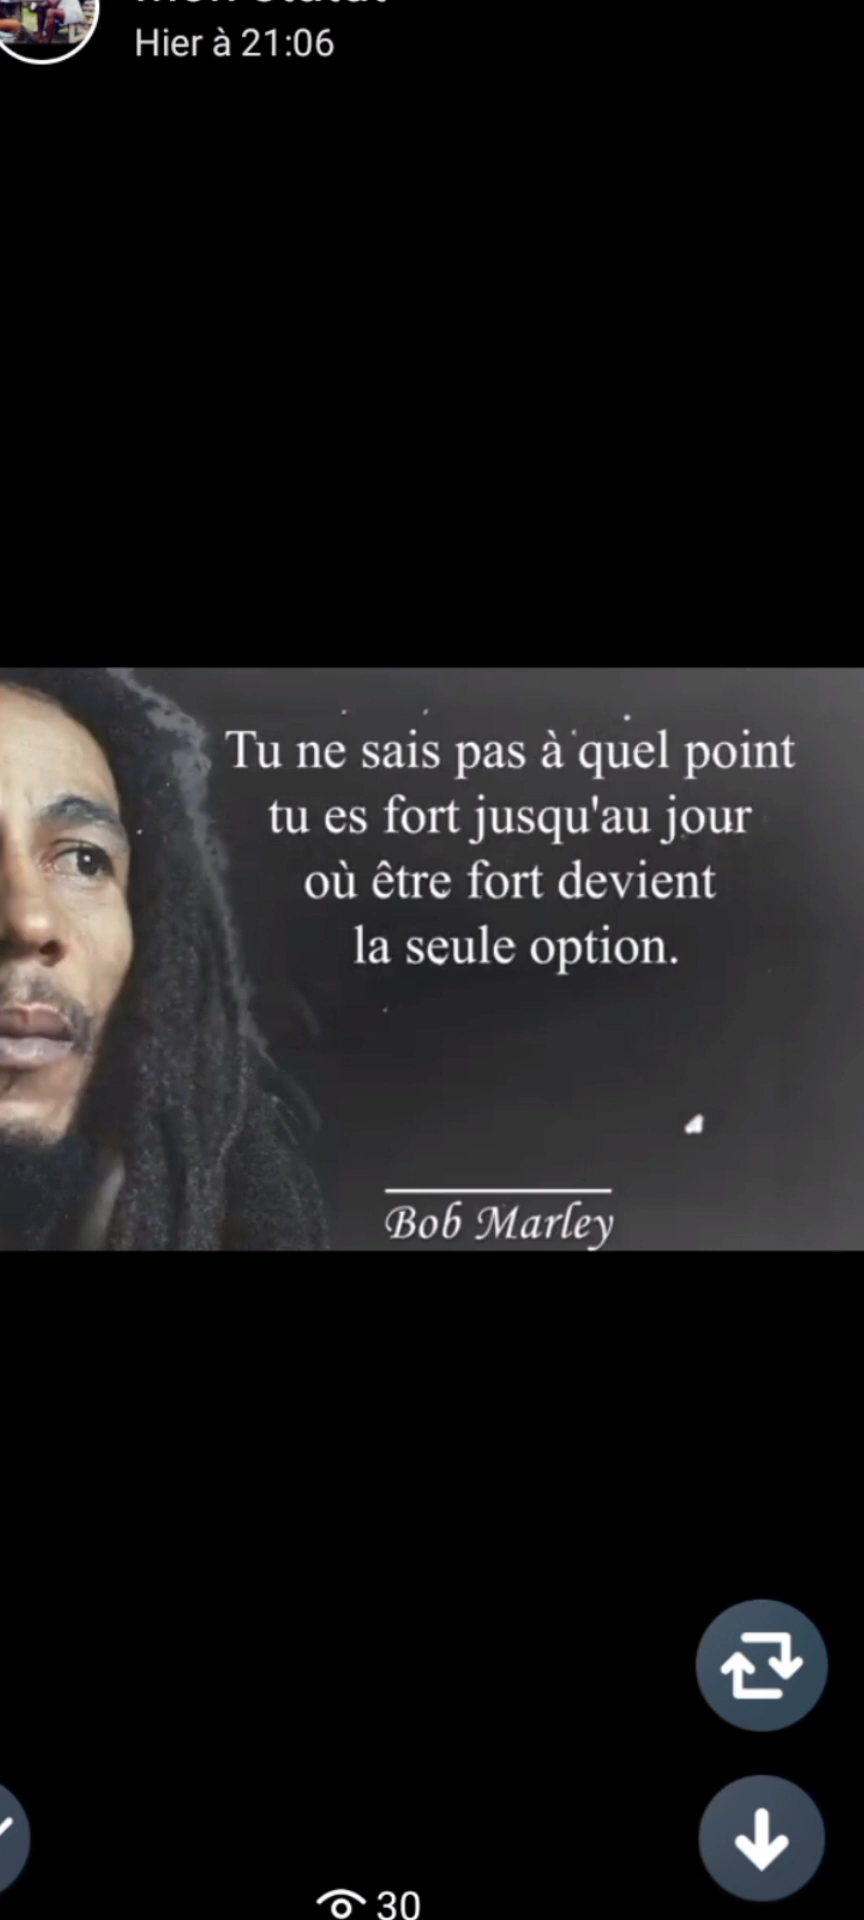 Hier à 21:06
Tu ne sais pas à quel point
tu es fort jusqu'au jour
où être fort devient
la seule option.
Bob Marley
30